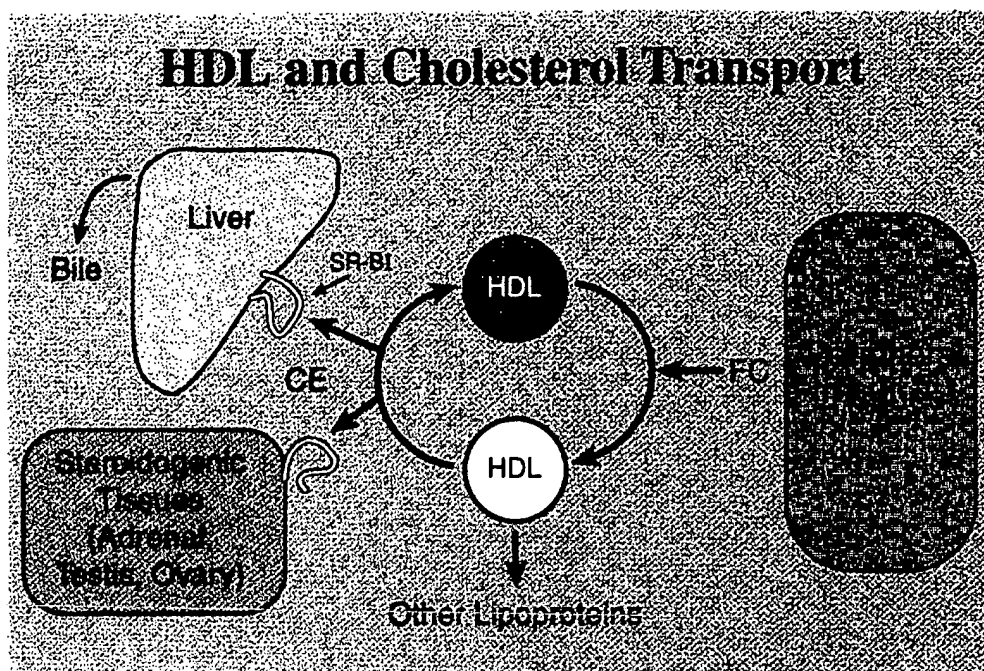 HDL and Cholesterol Transport
Liver
Bile
SR-BI
HDL
CE
FC
HDL
Steroidogenic
Tissues
(Adrenal,
Testis, Ovary)
Other Lipoproteins